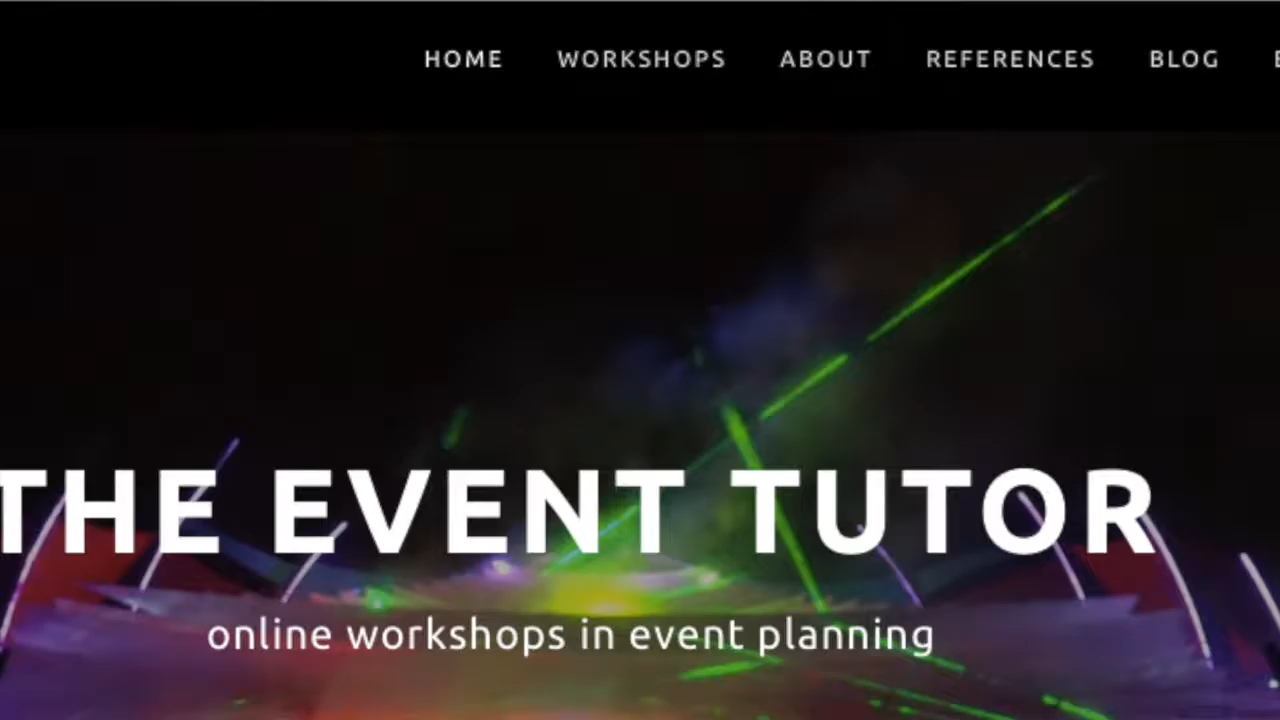 HOME WORKSHOPS ABOUT REFERENCES BLOG
THE EVENT TUTOR
online workshops in event planning